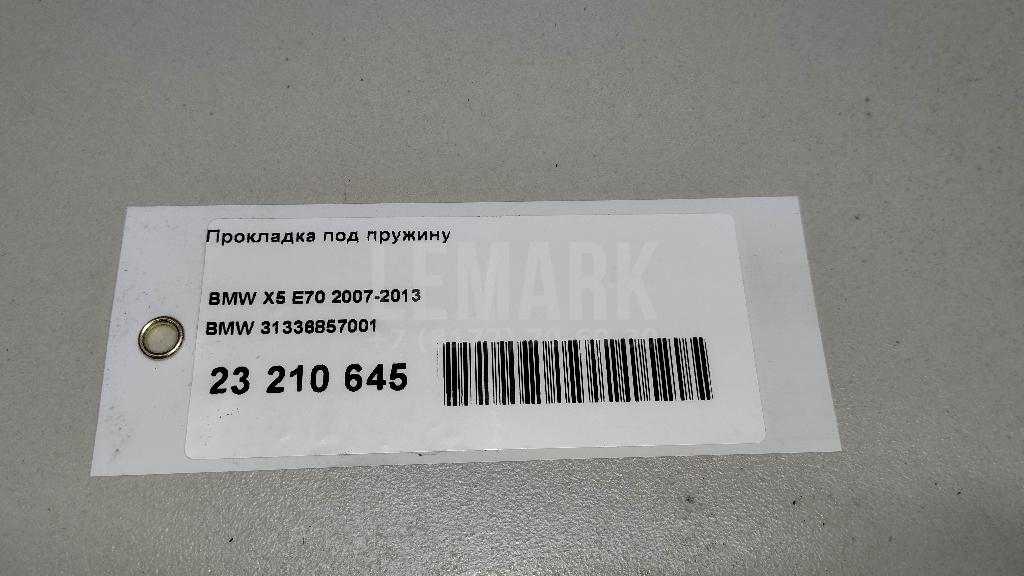 Прокладка под пружину
LEMARK
BMW X5 E70 2007-2013
BMW 31336857001
23 210 645